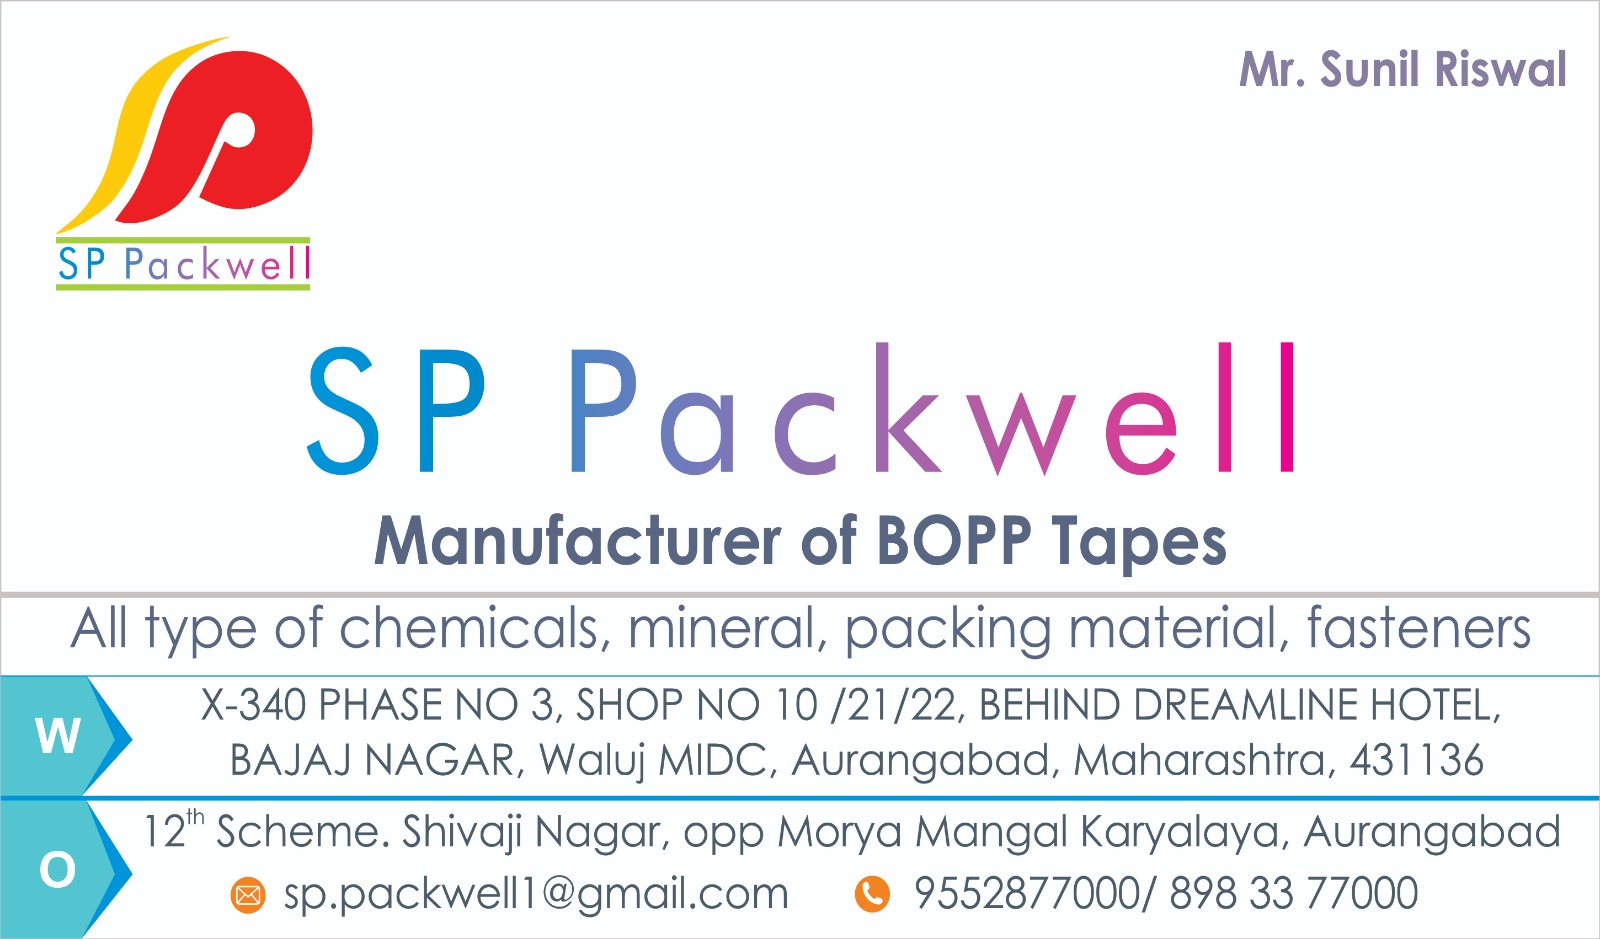 Mr. Sunil Riswal
SP Packwell
SP Packwell
Manufacturer of BOPP Tapes
All type of chemicals, mineral, packing material, fasteners
W
X-340 PHASE NO 3, SHOP NO 10 /21/22, BEHIND DREAMLINE HOTEL,
BAJAJ NAGAR, Waluj MIDC, Aurangabad, Maharashtra, 431136
O
12th Scheme. Shivaji Nagar, opp Morya Mangal Karyalaya, Aurangabad
sp.packwell1@gmail.com 9552877000/ 898 33 77000